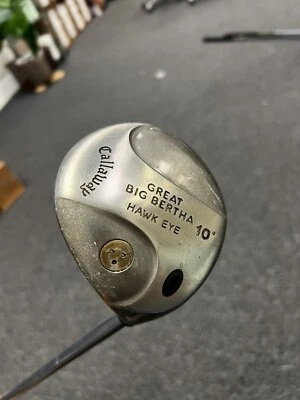 Callaway
GREAT
BIG BERTHA
HAWK EYE 10°